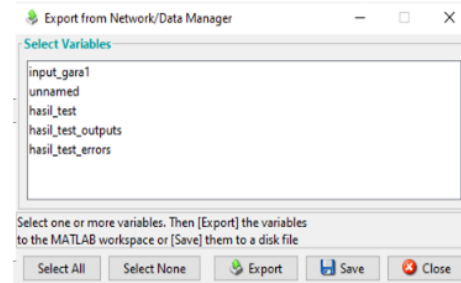 Export from Network/Data Manager
Select Variables
input_gara1
unnamed
hasil_test
hasil_test_outputs
hasil_test_errors
Select one or more variables. Then [Export] the variables
to the MATLAB workspace or [Save] them to a disk file
Select All Select None Export Save Close